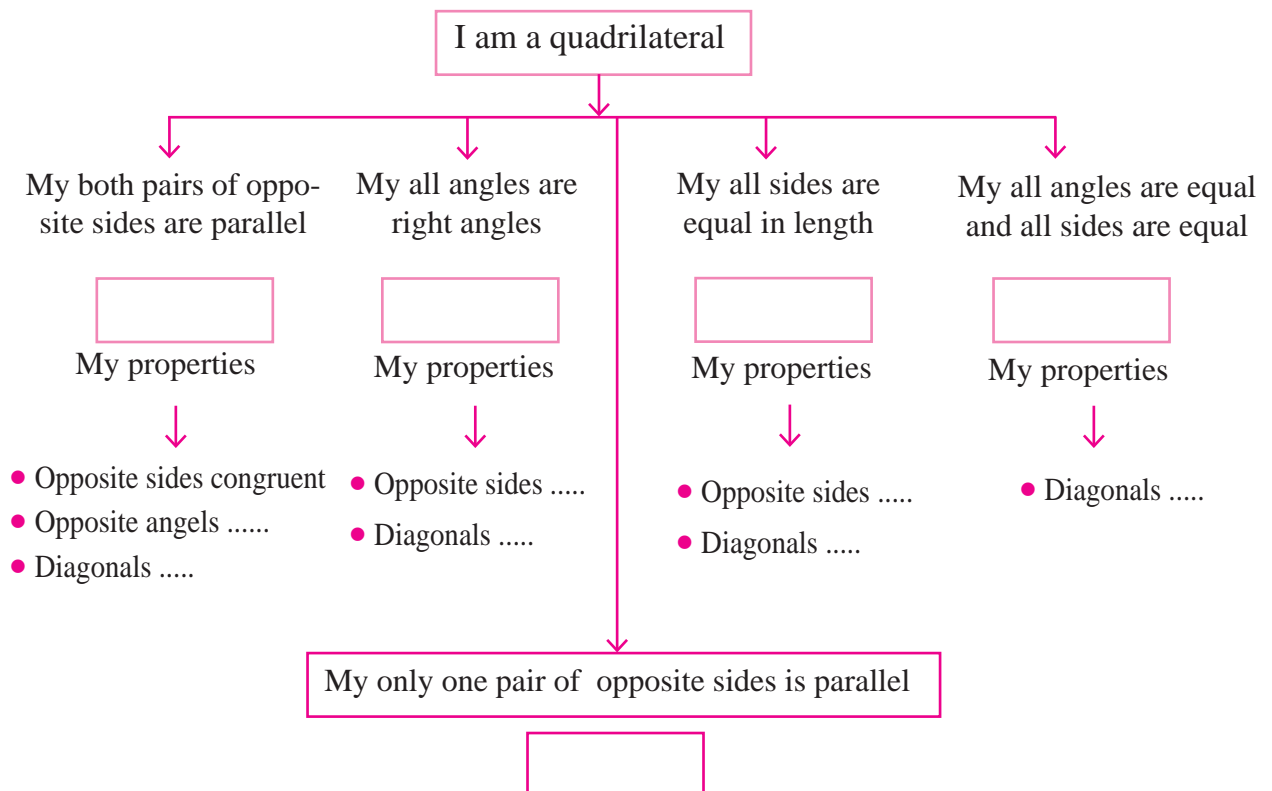 I am a quadrilateral
My both pairs of oppo-
site sides are parallel
My properties
● Opposite sides congruent
● Opposite angels ......
● Diagonals .....
My all angles are
right angles
My properties
● Opposite sides .....
● Diagonals .....
My all sides are
equal in length
My properties
● Opposite sides .....
● Diagonals .....
My all angles are equal
and all sides are equal
My properties
● Diagonals .....
My only one pair of opposite sides is parallel